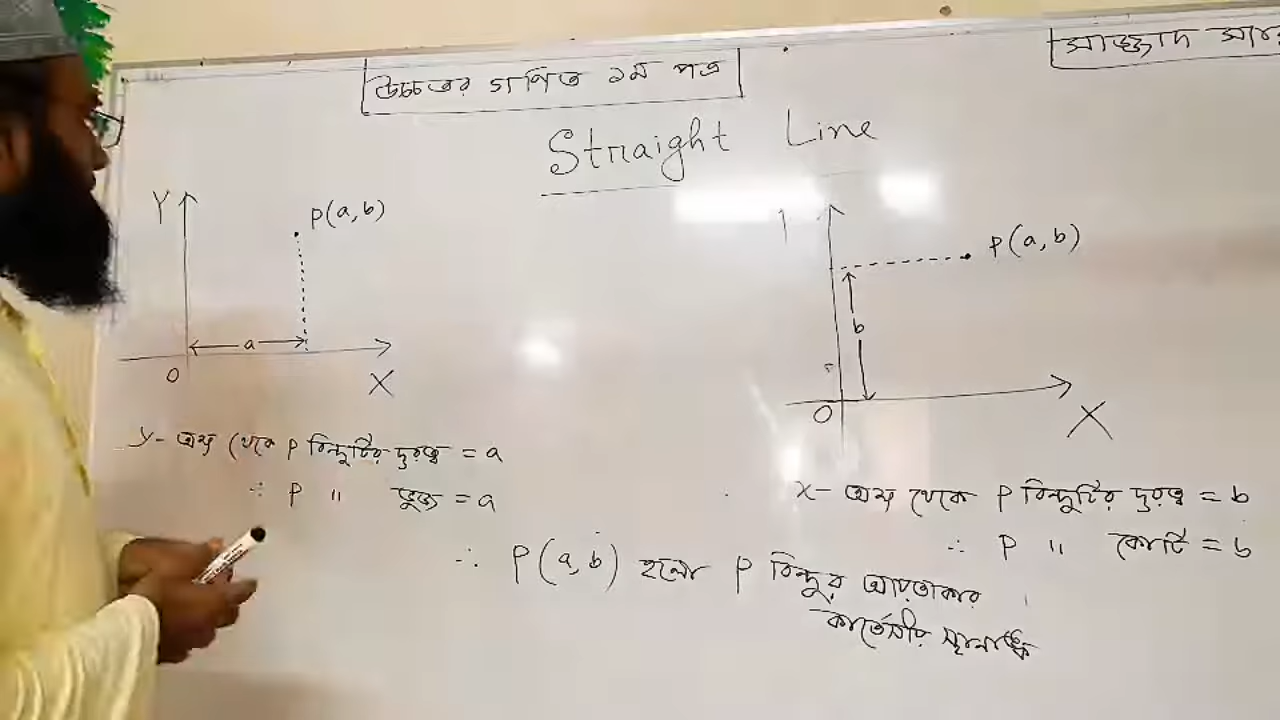 উচ্চতর গণিত ১ম পত্র
সাজ্জাদ স্যার
Straight Line
Y
P(a, b)
a
O
X
P(a, b)
b
O
X
y- অক্ষ থেকে P বিন্দুটির দূরত্ব = a
∴ P " ভুজ = a
x- অক্ষ থেকে P বিন্দুটির দূরত্ব = b
∴ P " কোটি = b
∴ P(a, b) হলো P বিন্দুর আয়তাকার
কার্তেসীয় স্থানাঙ্ক